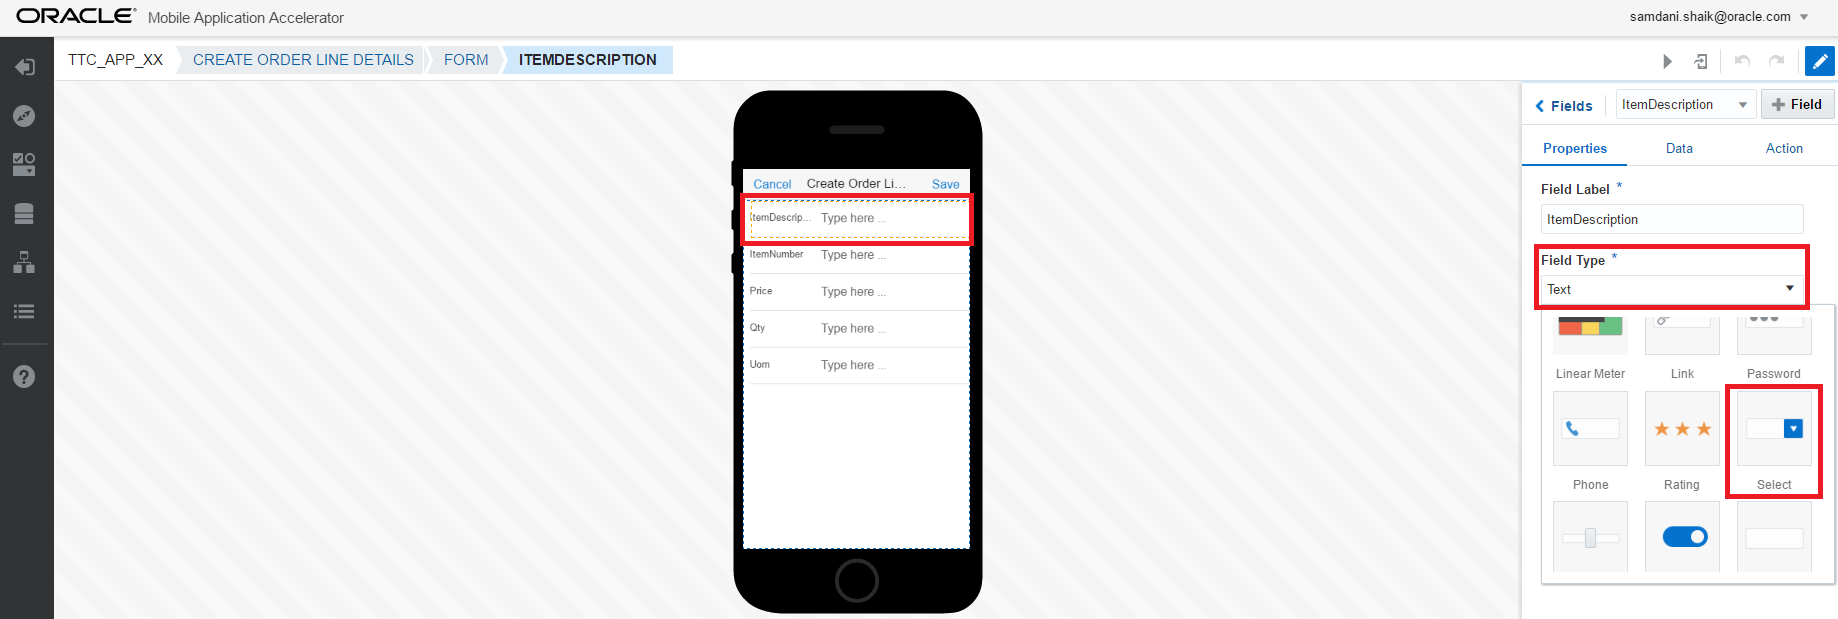 ORACLE Mobile Application Accelerator
samdani.shaik@oracle.com
TTC_APP_XX CREATE ORDER LINE DETAILS FORM ITEMDESCRIPTION
Cancel Create Order Li... Save
ItemDescrip... Type here ...
ItemNumber Type here ...
Price Type here ...
Qty Type here ...
Uom Type here ...
Fields ItemDescription + Field
Properties Data Action
Field Label *
ItemDescription
Field Type *
Text
Linear Meter Link Password
Phone Rating Select